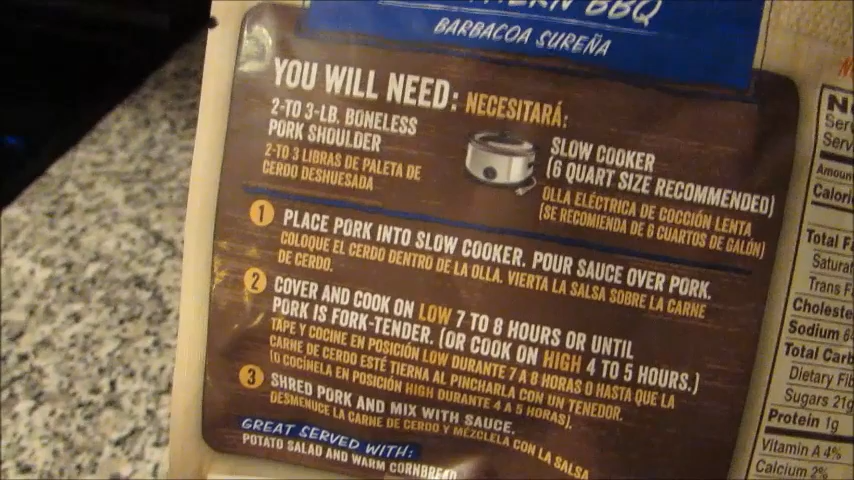 BBQ
BARBACOA SUREÑA
YOU WILL NEED: NECESITARÁ:
2-TO 3-LB. BONELESS
PORK SHOULDER
2-TO 3 LIBRAS DE PALETA DE
CERDO DESHUESADA
SLOW COOKER
(6 QUART SIZE RECOMMENDED)
OLLA ELÉCTRICA DE COCCIÓN LENTA
(SE RECOMIENDA DE 6 CUARTOS DE GALÓN)
1 PLACE PORK INTO SLOW COOKER. POUR SAUCE OVER PORK.
COLOQUE EL CERDO DENTRO DE LA OLLA. VIERTA LA SALSA SOBRE LA CARNE
DE CERDO.
2 COVER AND COOK ON LOW 7 TO 8 HOURS OR UNTIL
PORK IS FORK-TENDER. (OR COOK ON HIGH 4 TO 5 HOURS.)
TAPE Y COCINE EN POSICIÓN LOW DURANTE 7 A 8 HORAS O HASTA QUE LA
CARNE DE CERDO ESTÉ TIERNA AL PINCHARLA CON UN TENEDOR.
(O COCÍNELA EN POSICIÓN HIGH DURANTE 4 A 5 HORAS).
3 SHRED PORK AND MIX WITH SAUCE.
DESMENUCE LA CARNE DE CERDO Y MÉZCLELA CON LA SALSA
GREAT SERVED WITH:
POTATO SALAD AND WARM CORNBREAD
Total
Saturat
Trans
Sodium
Total Carb
Dietary
Sugars 21g
Protein 1g
Vitamin A 4%
Calcium 2%